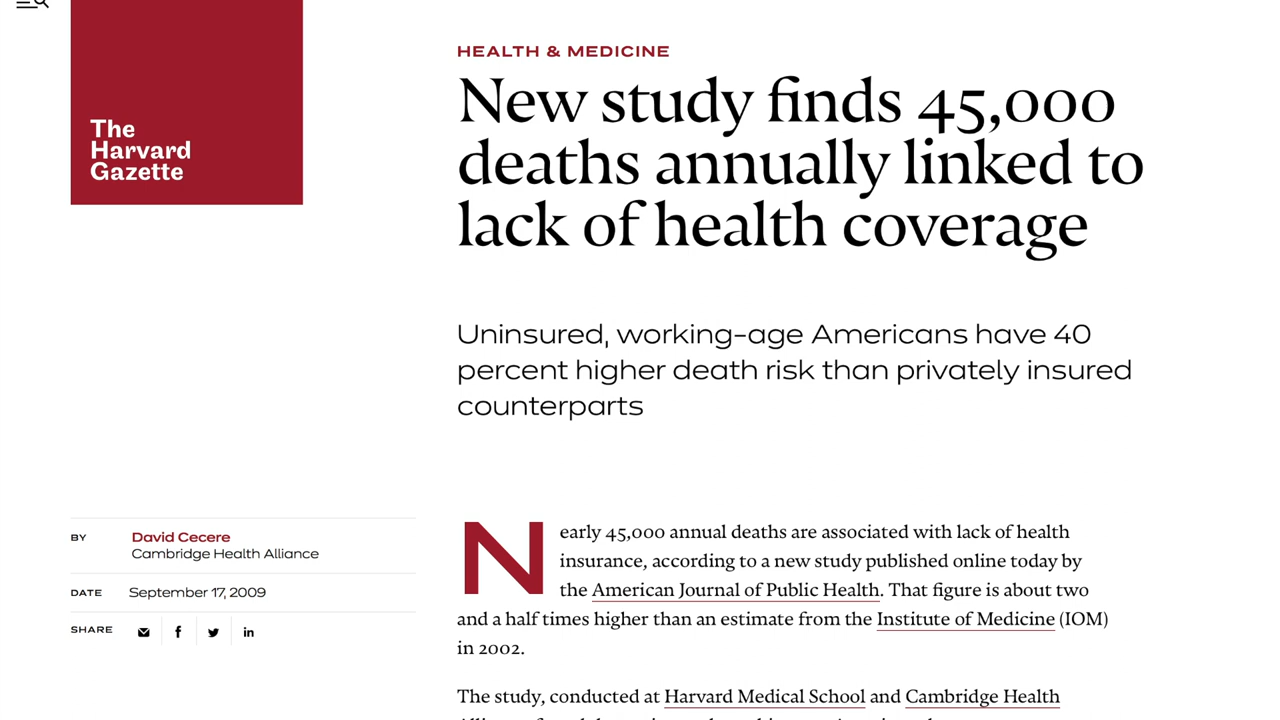 The
Harvard
Gazette
HEALTH & MEDICINE
New study finds 45,000
deaths annually linked to
lack of health coverage
Uninsured, working-age Americans have 40
percent higher death risk than privately insured
counterparts
BY David Cecere
Cambridge Health Alliance
DATE September 17, 2009
SHARE
Nearly 45,000 annual deaths are associated with lack of health
insurance, according to a new study published online today by
the American Journal of Public Health. That figure is about two
and a half times higher than an estimate from the Institute of Medicine (IOM)
in 2002.
The study, conducted at Harvard Medical School and Cambridge Health